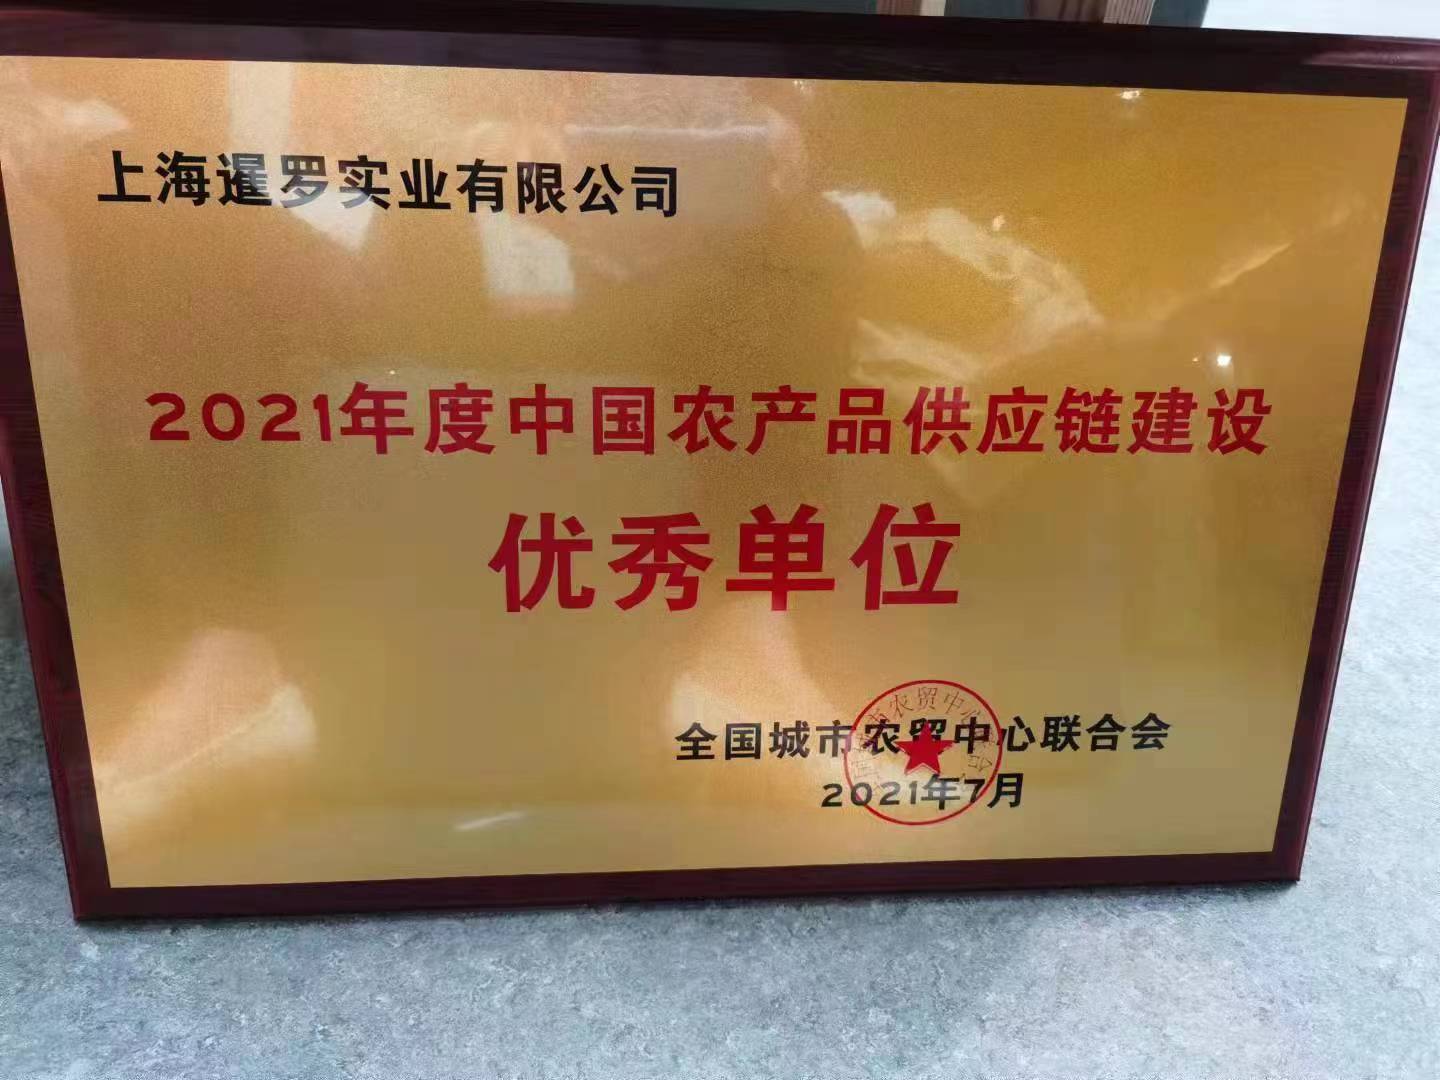 上海暹罗实业有限公司
2021年度中国农产品供应链建设
优秀单位
全国城市农贸中心联合会
2021年7月